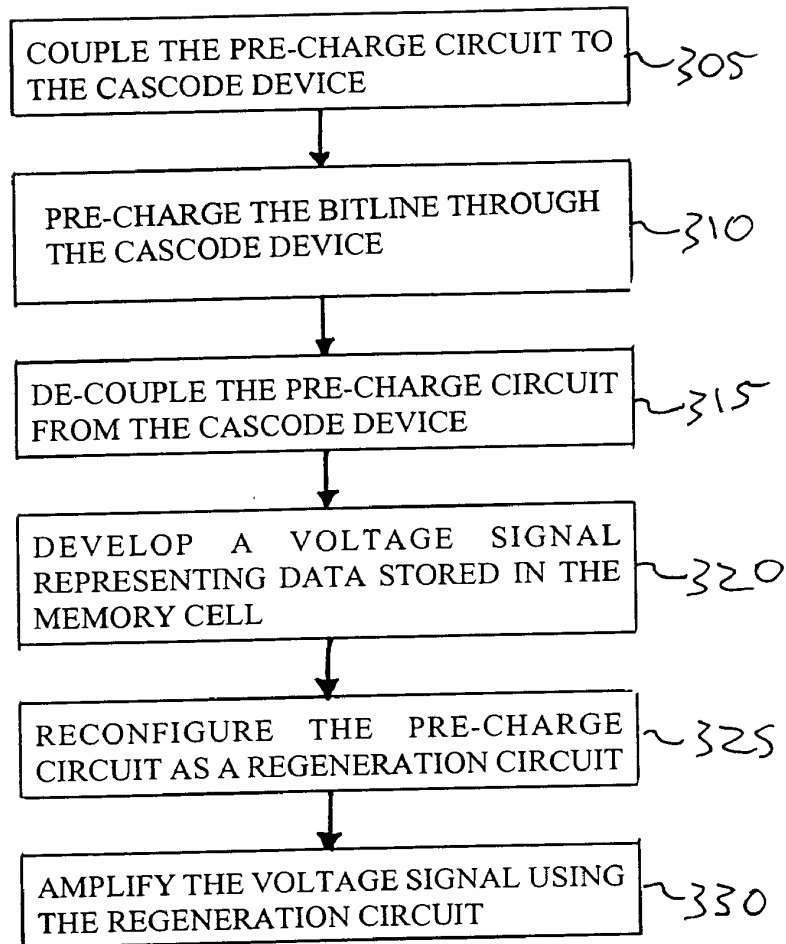 COUPLE THE PRE-CHARGE CIRCUIT TO
THE CASCODE DEVICE
305
PRE-CHARGE THE BITLINE THROUGH
THE CASCODE DEVICE
310
DE-COUPLE THE PRE-CHARGE CIRCUIT
FROM THE CASCODE DEVICE
315
DEVELOP A VOLTAGE SIGNAL
REPRESENTING DATA STORED IN THE
MEMORY CELL
320
RECONFIGURE THE PRE-CHARGE
CIRCUIT AS A REGENERATION CIRCUIT
325
AMPLIFY THE VOLTAGE SIGNAL USING
THE REGENERATION CIRCUIT
330